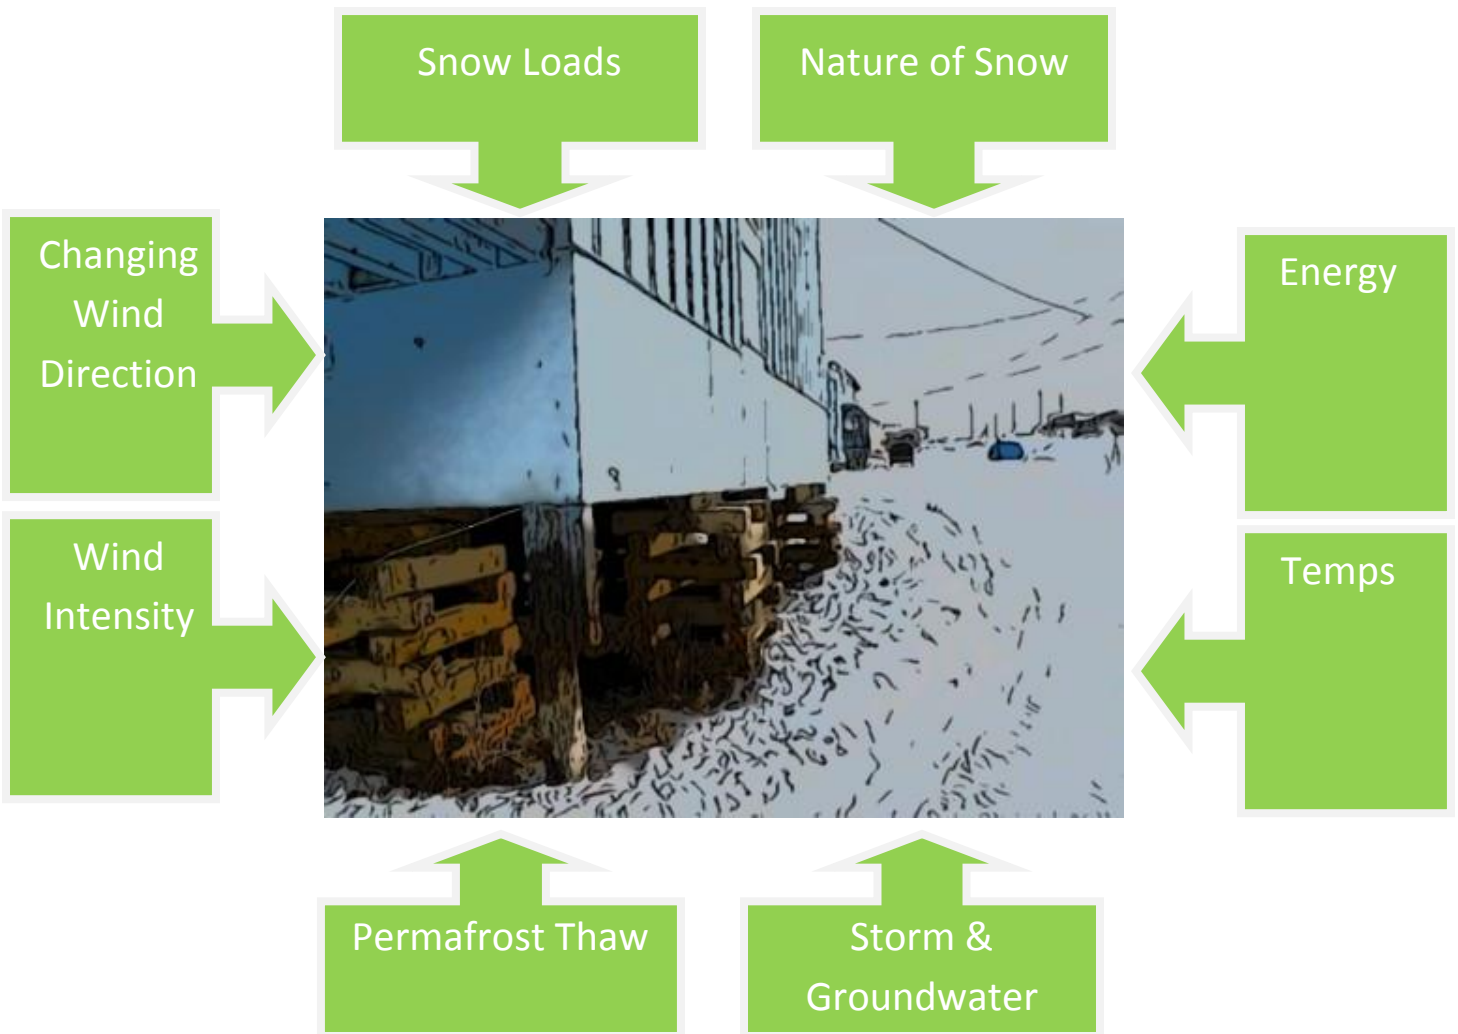 Snow Loads
Nature of Snow
Changing
Wind
Direction
Energy
Wind
Intensity
Temps
Permafrost Thaw
Storm &
Groundwater